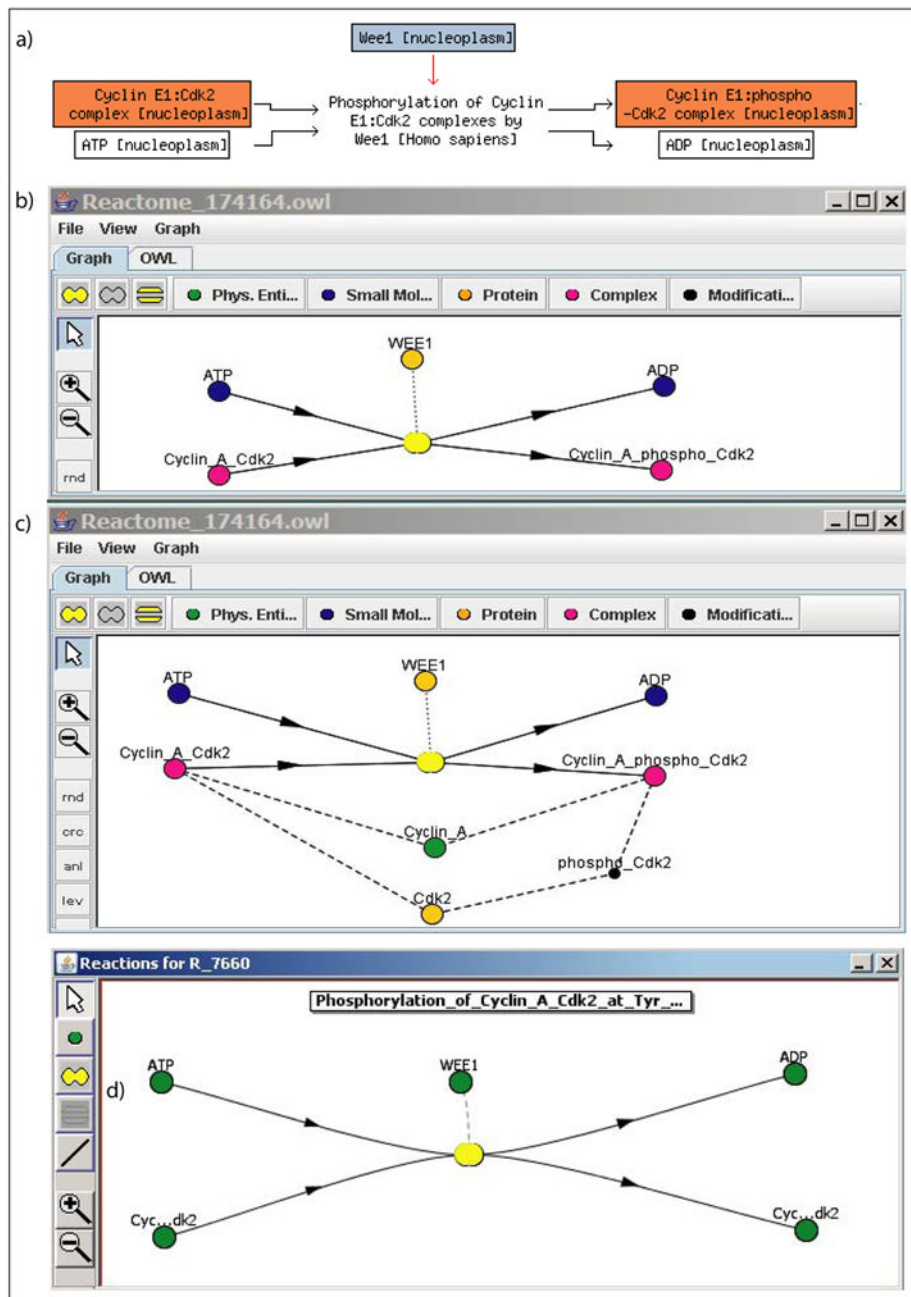 a)
Wee1 [nucleoplasm]
Cyclin E1:Cdk2
complex [nucleoplasm]
ATP [nucleoplasm]
Phosphorylation of Cyclin
E1:Cdk2 complexes by
Wee1 [Homo sapiens]
Cyclin E1:phospho
-Cdk2 complex [nucleoplasm]
ADP [nucleoplasm]
b)
Reactome_174164.owl
File View Graph
Graph OWL
Phys. Enti... Small Mol... Protein Complex Modificati...
WEE1
ATP
ADP
Cyclin_A_Cdk2
Cyclin_A_phospho_Cdk2
rnd
c)
Reactome_174164.owl
File View Graph
Graph OWL
Phys. Enti... Small Mol... Protein Complex Modificati...
ATP
WEE1
ADP
Cyclin_A_Cdk2
Cyclin_A_phospho_Cdk2
Cyclin_A
phospho_Cdk2
Cdk2
rnd
crc
anl
lev
Reactions for R_7660
Phosphorylation_of_Cyclin_A_Cdk2_at_Tyr_...
d)
ATP
WEE1
ADP
Cyc...dk2
Cyc...dk2